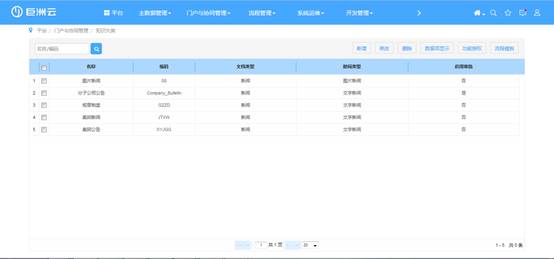 巨洲云 平台 主数据管理 门户与协同管理 流程管理 系统运维 开发管理
平台 / 门户与协同管理 / 知识大类
名称/编码 新增 修改 删除 数据项显示 功能授权 流程授权
名称 编码 文档类型 新闻类型 启用审批
1 图片新闻 06 新闻 图片新闻 否
2 分子公司公告 Company_Bulletin 新闻 文字新闻 是
3 规章制度 GZZD 新闻 文字新闻 否
4 集团新闻 JTXW 新闻 文字新闻 否
5 集团公告 新闻 文字新闻 否
1 共 1 页 20 1 - 5 共 5 条